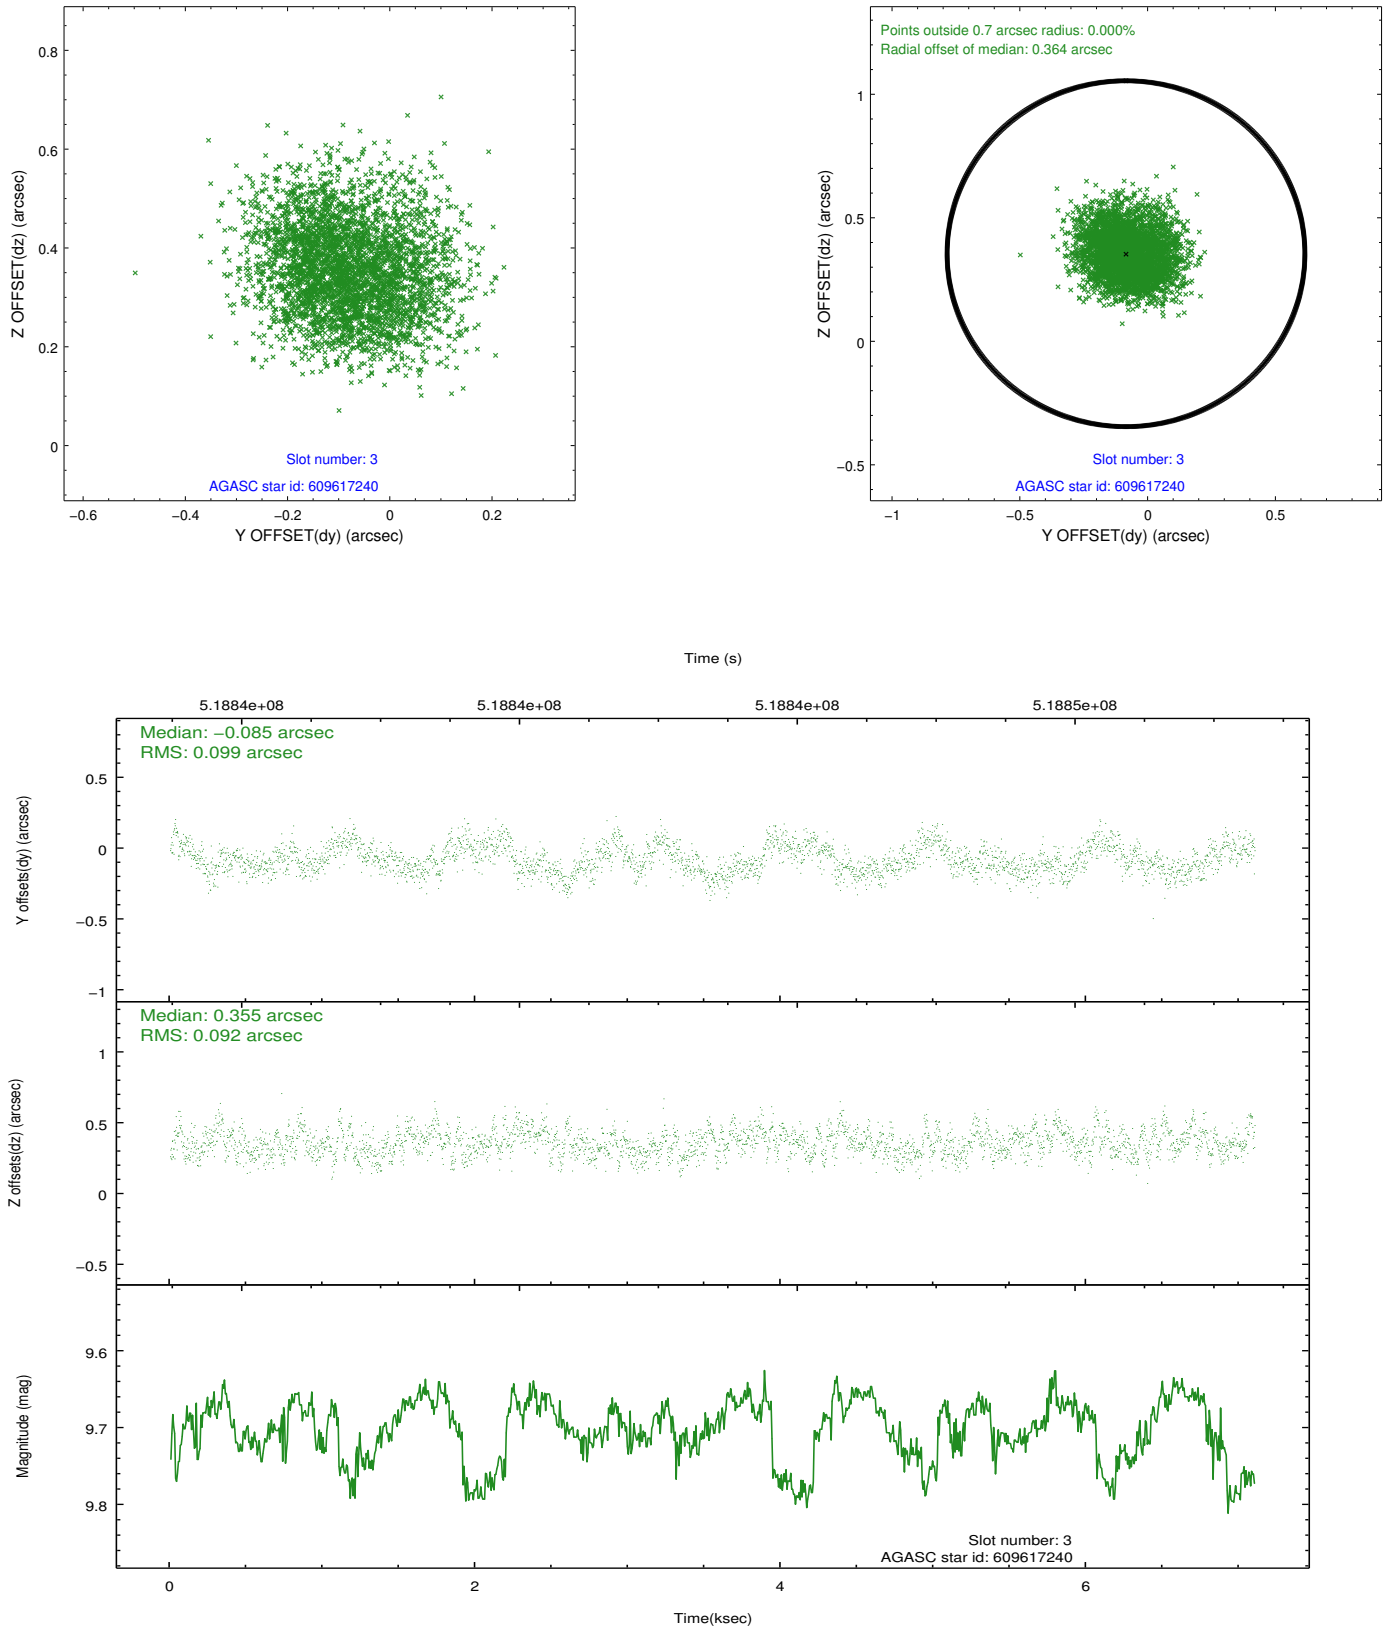 0.8
0.6
0.4
0.2
0
Z OFFSET(dz) (arcsec)
Slot number: 3
AGASC star id: 609617240
−0.6 −0.4 −0.2 0 0.2
Y OFFSET(dy) (arcsec)
Points outside 0.7 arcsec radius: 0.000%
Radial offset of median: 0.364 arcsec
1
0.5
0
−0.5
Z OFFSET(dz) (arcsec)
Slot number: 3
AGASC star id: 609617240
−1 −0.5 0 0.5
Y OFFSET(dy) (arcsec)
Time (s)
5.1884e+08 5.1884e+08 5.1884e+08 5.1885e+08
Median: −0.085 arcsec
RMS: 0.099 arcsec
0.5
0
−0.5
−1
Y offsets(dy) (arcsec)
Median: 0.355 arcsec
RMS: 0.092 arcsec
1
0.5
0
−0.5
Z offsets(dz) (arcsec)
9.6
9.7
9.8
Magnitude (mag)
Slot number: 3
AGASC star id: 609617240
0 2 4 6
Time(ksec)